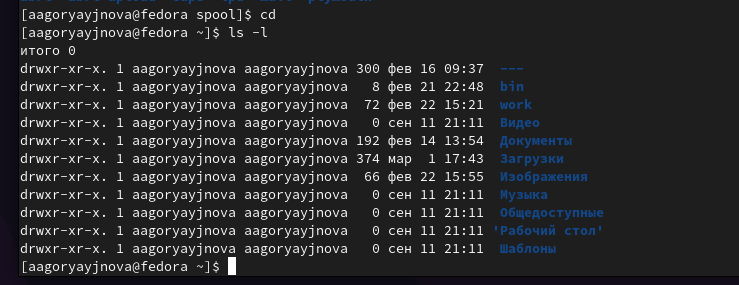 [aagoryayjnova@fedora spool]$ cd
[aagoryayjnova@fedora ~]$ ls -l
итого 0
drwxr-xr-x. 1 aagoryayjnova aagoryayjnova 300 фев 16 09:37  ---
drwxr-xr-x. 1 aagoryayjnova aagoryayjnova   8 фев 21 22:48  bin
drwxr-xr-x. 1 aagoryayjnova aagoryayjnova  72 фев 22 15:21  work
drwxr-xr-x. 1 aagoryayjnova aagoryayjnova   0 сен 11 21:11  Видео
drwxr-xr-x. 1 aagoryayjnova aagoryayjnova 192 фев 14 13:54  Документы
drwxr-xr-x. 1 aagoryayjnova aagoryayjnova 374 мар  1 17:43  Загрузки
drwxr-xr-x. 1 aagoryayjnova aagoryayjnova  66 фев 22 15:55  Изображения
drwxr-xr-x. 1 aagoryayjnova aagoryayjnova   0 сен 11 21:11  Музыка
drwxr-xr-x. 1 aagoryayjnova aagoryayjnova   0 сен 11 21:11  Общедоступные
drwxr-xr-x. 1 aagoryayjnova aagoryayjnova   0 сен 11 21:11 'Рабочий стол'
drwxr-xr-x. 1 aagoryayjnova aagoryayjnova   0 сен 11 21:11  Шаблоны
[aagoryayjnova@fedora ~]$